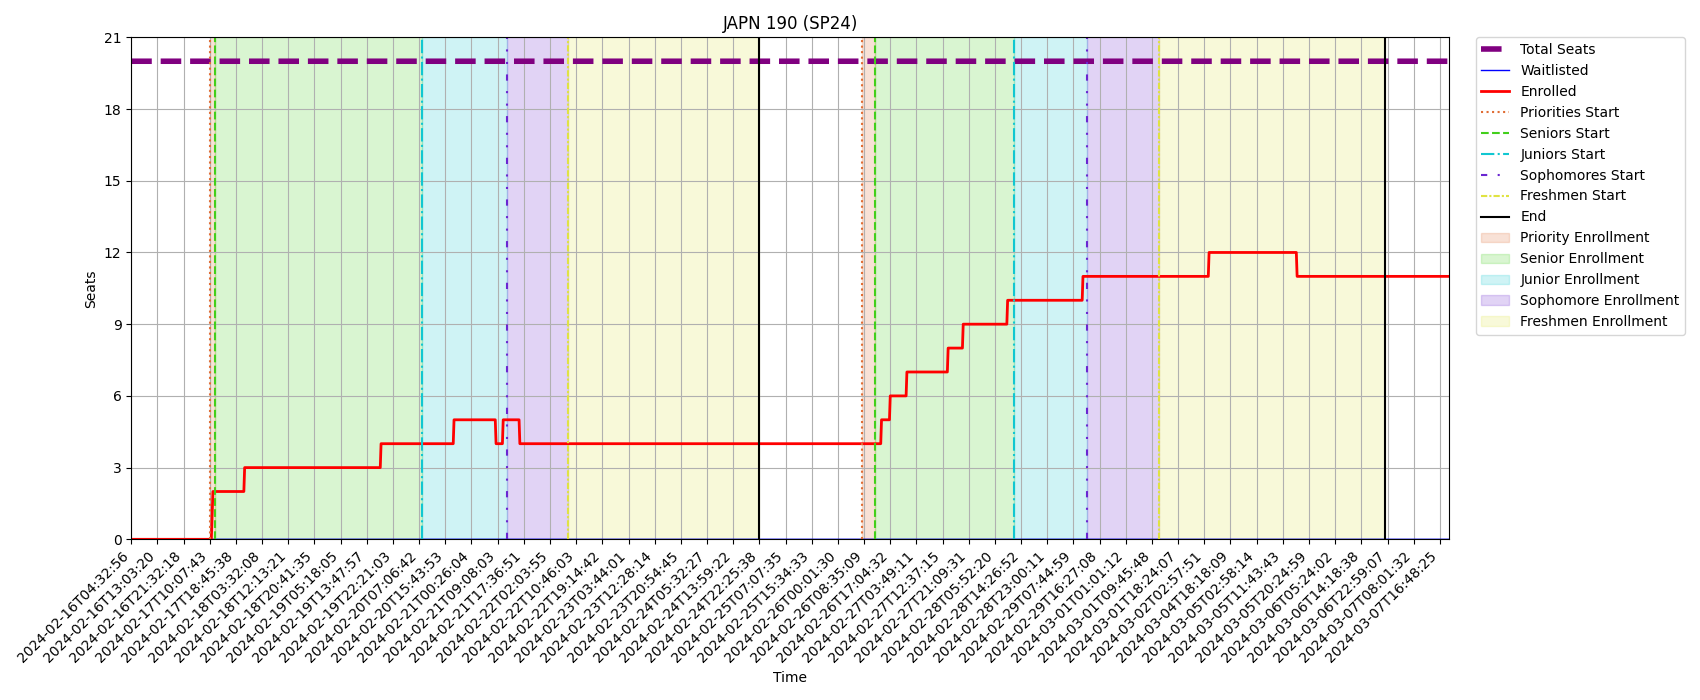 JAPN 190 (SP24)
21
18
15
12
9
6
3
0
Seats
2024-02-16T04:32:56
2024-02-16T13:03:20
2024-02-16T21:32:18
2024-02-17T10:07:43
2024-02-17T18:45:38
2024-02-18T03:32:08
2024-02-18T12:13:21
2024-02-18T20:41:35
2024-02-19T05:18:05
2024-02-19T13:47:57
2024-02-19T22:21:03
2024-02-20T07:06:42
2024-02-20T15:43:53
2024-02-21T00:26:04
2024-02-21T09:08:03
2024-02-21T17:36:51
2024-02-22T02:03:55
2024-02-22T10:46:03
2024-02-22T19:14:42
2024-02-23T03:44:01
2024-02-23T12:28:14
2024-02-23T20:54:45
2024-02-24T05:32:27
2024-02-24T13:59:22
2024-02-24T22:25:38
2024-02-25T07:07:35
2024-02-25T15:34:33
2024-02-26T00:01:30
2024-02-26T08:35:09
2024-02-26T17:04:32
2024-02-27T03:49:11
2024-02-27T12:37:15
2024-02-27T21:09:31
2024-02-28T05:52:20
2024-02-28T14:26:52
2024-02-28T23:00:11
2024-02-29T07:44:59
2024-02-29T16:27:08
2024-03-01T01:01:12
2024-03-01T09:45:48
2024-03-01T18:24:07
2024-03-02T02:57:51
2024-03-04T18:18:09
2024-03-05T02:58:14
2024-03-05T11:43:43
2024-03-05T20:24:59
2024-03-06T05:24:02
2024-03-06T14:18:38
2024-03-06T22:59:07
2024-03-07T08:01:32
2024-03-07T16:48:25
Time
Total Seats
Waitlisted
Enrolled
Priorities Start
Seniors Start
Juniors Start
Sophomores Start
Freshmen Start
End
Priority Enrollment
Senior Enrollment
Junior Enrollment
Sophomore Enrollment
Freshmen Enrollment